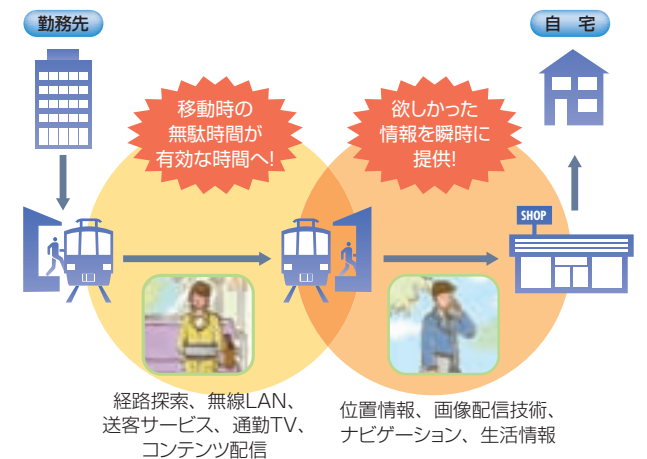 勤務先
自　宅
移動時の
無駄時間が
有効な時間へ!
欲しかった
情報を瞬時に
提供!
SHOP
経路探索、無線LAN、
送客サービス、通勤TV、
コンテンツ配信
位置情報、画像配信技術、
ナビゲーション、生活情報